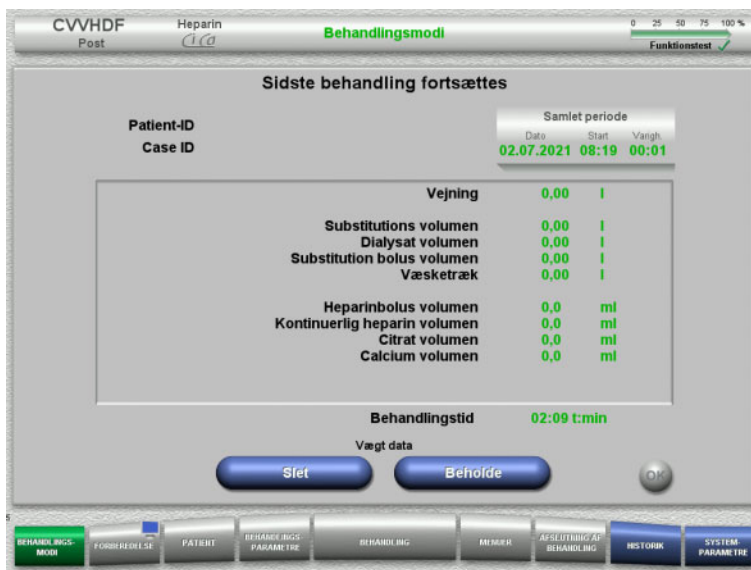 CVVHDF
Post
Heparin
Ci Ca
Behandlingsmodi
0 25 50 75 100 %
Funktionstest
Sidste behandling fortsættes
Patient-ID
Case ID
Samlet periode
Dato Start Varigh.
02.07.2021 08:19 00:01
Vejning 0,00 l
Substitutions volumen 0,00 l
Dialysat volumen 0,00 l
Substitution bolus volumen 0,00 l
Væsketræk 0,00 l
Heparinbolus volumen 0,0 ml
Kontinuerlig heparin volumen 0,0 ml
Citrat volumen 0,0 ml
Calcium volumen 0,0 ml
Behandlingstid 02:09 t:min
Vægt data
Slet
Beholde
OK
5
BEHANDLINGS-
MODI
FORBEREDELSE
PATIENT
BEHANDLINGS-
PARAMETRE
BEHANDLING
MENUER
AFSLUTNING AF
BEHANDLING
HISTORIK
SYSTEM-
PARAMETRE